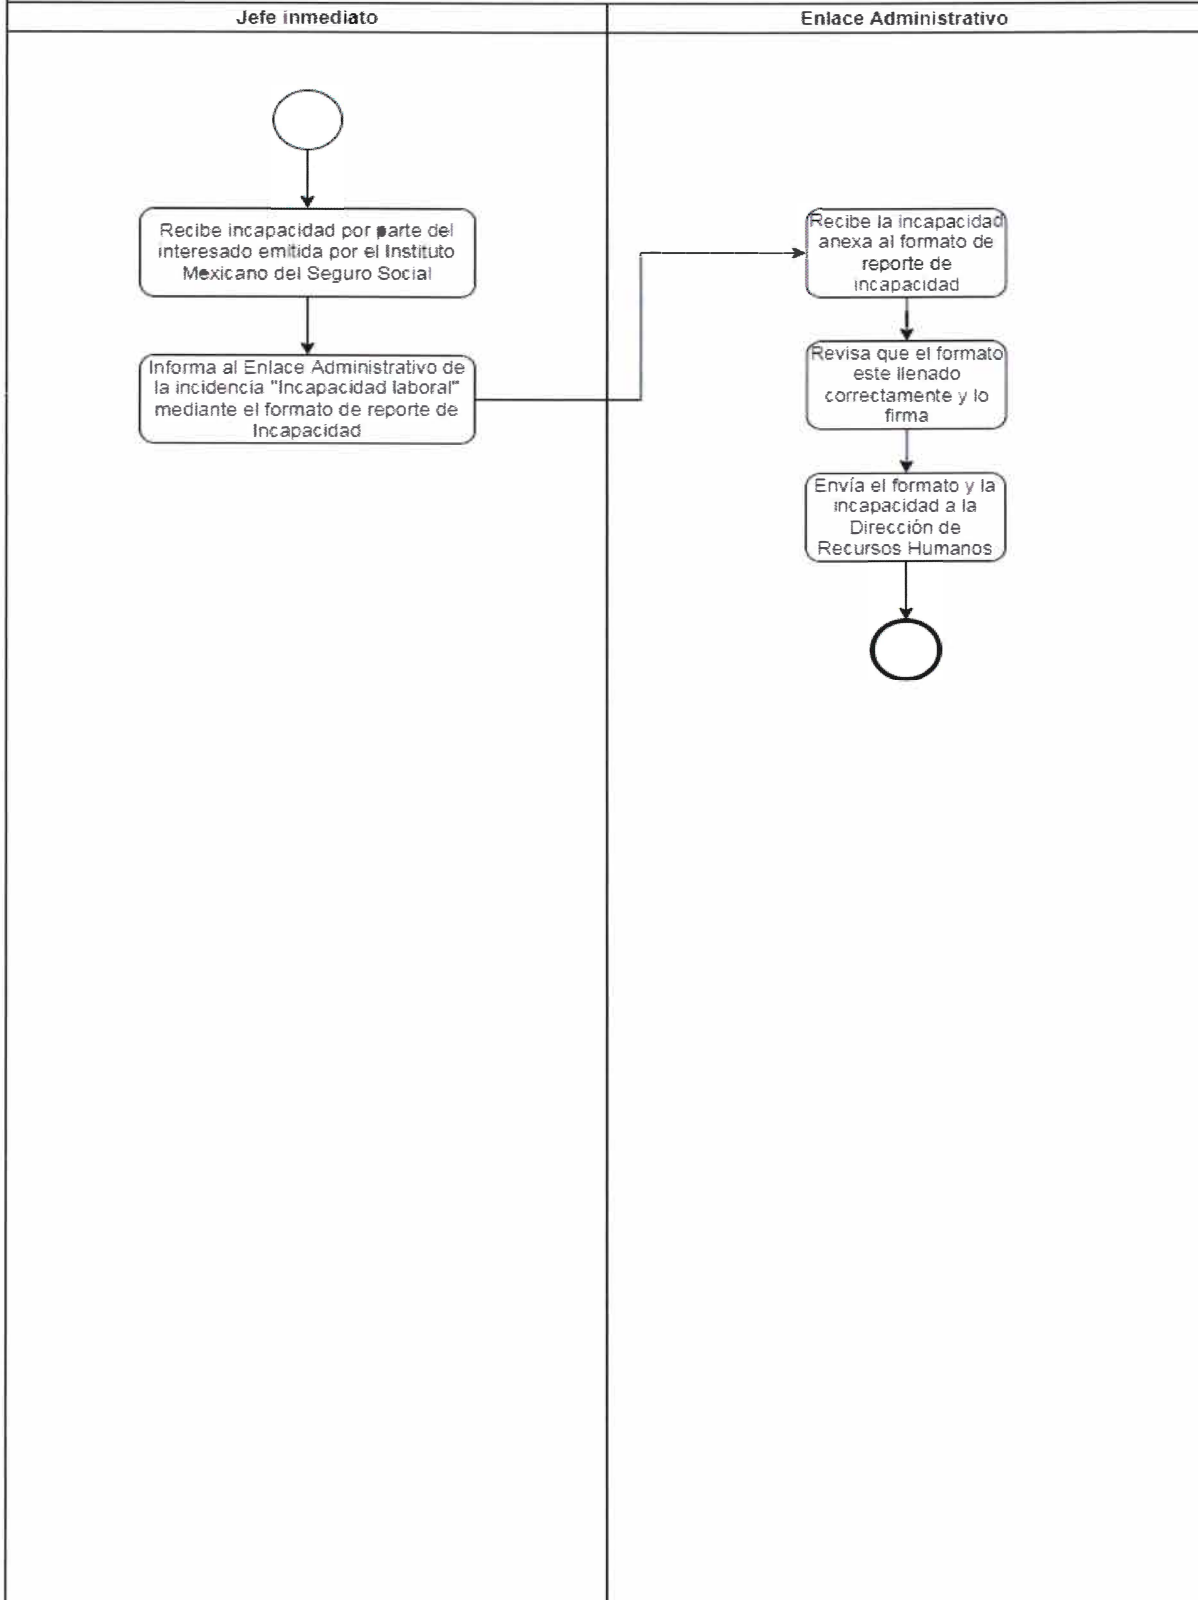 Jefe inmediato
Enlace Administrativo
Recibe incapacidad por parte del
interesado emitida por el Instituto
Mexicano del Seguro Social
Informa al Enlace Administrativo de
la incidencia "Incapacidad laboral"
mediante el formato de reporte de
Incapacidad
Recibe la incapacidad
anexa al formato de
reporte de
incapacidad
Revisa que el formato
este llenado
correctamente y lo
firma
Envía el formato y la
incapacidad a la
Dirección de
Recursos Humanos